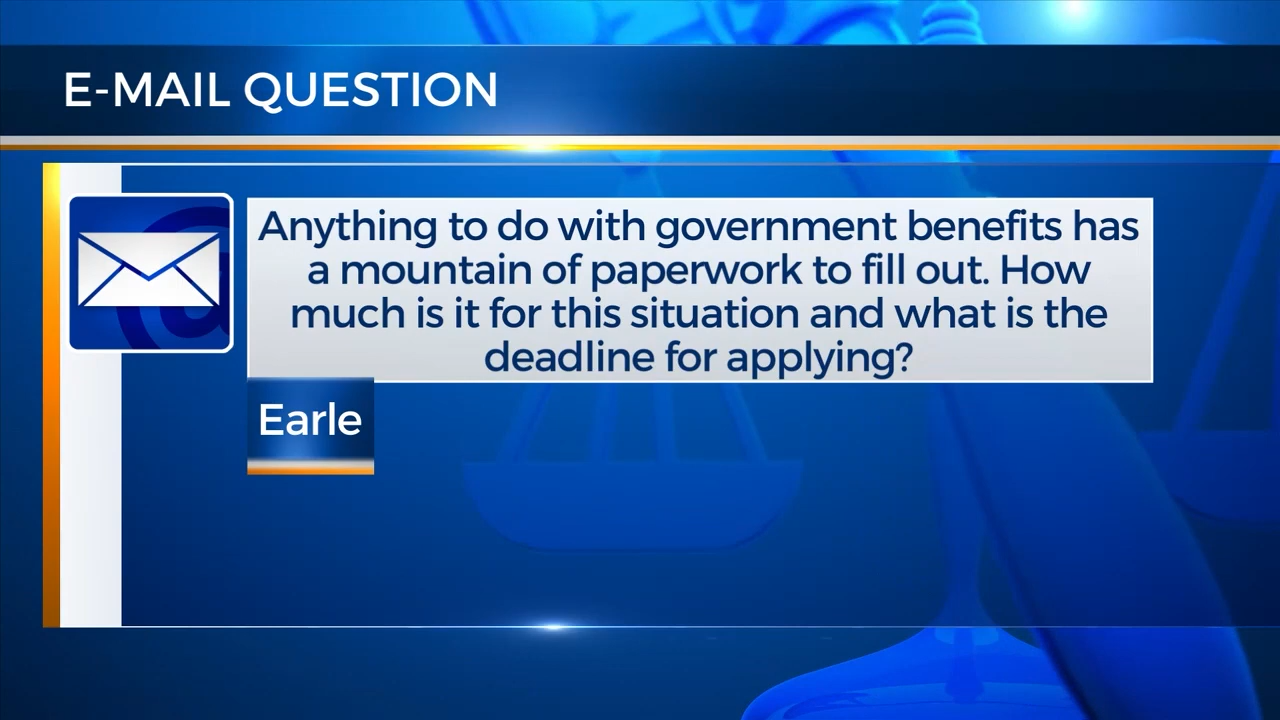 E-MAIL QUESTION
Anything to do with government benefits has
a mountain of paperwork to fill out. How
much is it for this situation and what is the
deadline for applying?
Earle